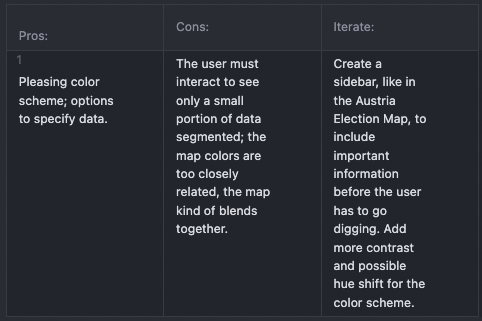 Pros:
Cons:
Iterate:
1
Pleasing color
scheme; options
to specify data.
The user must
interact to see
only a small
portion of data
segmented; the
map colors are
too closely
related, the map
kind of blends
together.
Create a
sidebar, like in
the Austria
Election Map, to
include
important
information
before the user
has to go
digging. Add
more contrast
and possible
hue shift for the
color scheme.